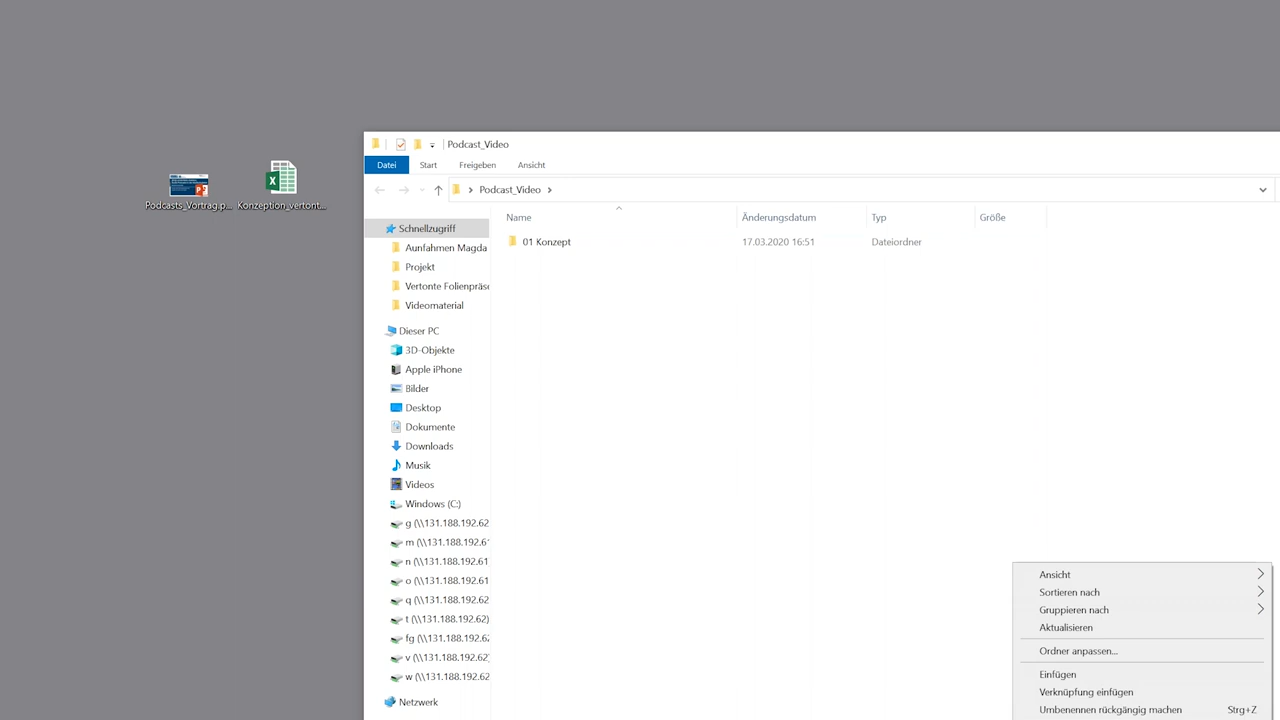 Podcasts_Vortrag.p...
Konzeption_vertont...
Podcast_Video
Datei Start Freigeben Ansicht
Podcast_Video
Name Änderungsdatum Typ Größe
01 Konzept 17.03.2020 16:51 Dateiordner
Schnellzugriff
Aunfahmen Magda
Projekt
Vertonte Folienpräse
Videomaterial
Dieser PC
3D-Objekte
Apple iPhone
Bilder
Desktop
Dokumente
Downloads
Musik
Videos
Windows (C:)
g (\\131.188.192.62
m (\\131.188.192.61
n (\\131.188.192.61
o (\\131.188.192.61
q (\\131.188.192.62
t (\\131.188.192.62)
fg (\\131.188.192.62
v (\\131.188.192.62)
w (\\131.188.192.62
Netzwerk
Ansicht
Sortieren nach
Gruppieren nach
Aktualisieren
Ordner anpassen...
Einfügen
Verknüpfung einfügen
Umbenennen rückgängig machen Strg+Z